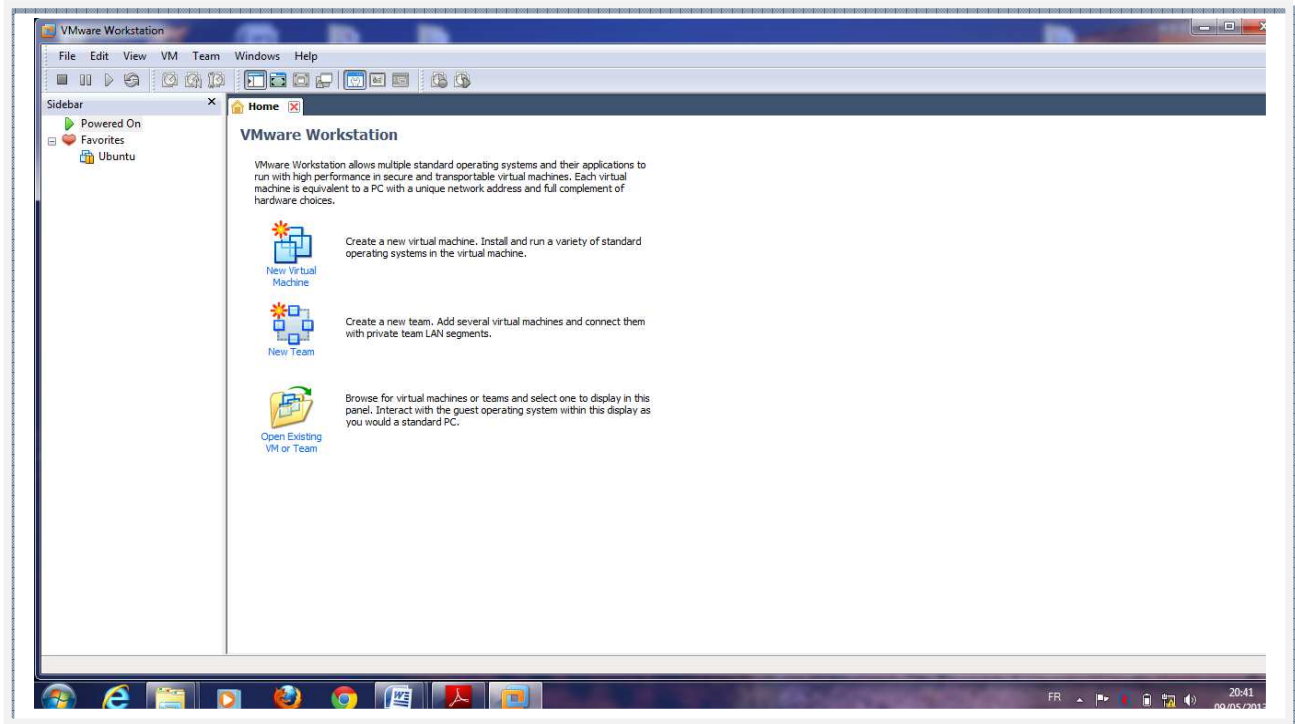 VMware Workstation
File Edit View VM Team Windows Help
Sidebar
Home
Powered On
Favorites
Ubuntu
VMware Workstation
VMware Workstation allows multiple standard operating systems and their applications to
run with high performance in secure and transportable virtual machines. Each virtual
machine is equivalent to a PC with a unique network address and full complement of
hardware choices.
New Virtual
Machine
Create a new virtual machine. Install and run a variety of standard
operating systems in the virtual machine.
New Team
Create a new team. Add several virtual machines and connect them
with private team LAN segments.
Open Existing
VM or Team
Browse for virtual machines or teams and select one to display in this
panel. Interact with the guest operating system within this display as
you would a standard PC.
FR
20:41
09/05/2013